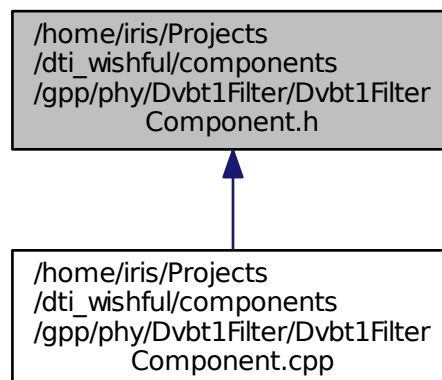 /home/iris/Projects
/dti_wishful/components
/gpp/phy/Dvbt1Filter/Dvbt1Filter
Component.h
/home/iris/Projects
/dti_wishful/components
/gpp/phy/Dvbt1Filter/Dvbt1Filter
Component.cpp